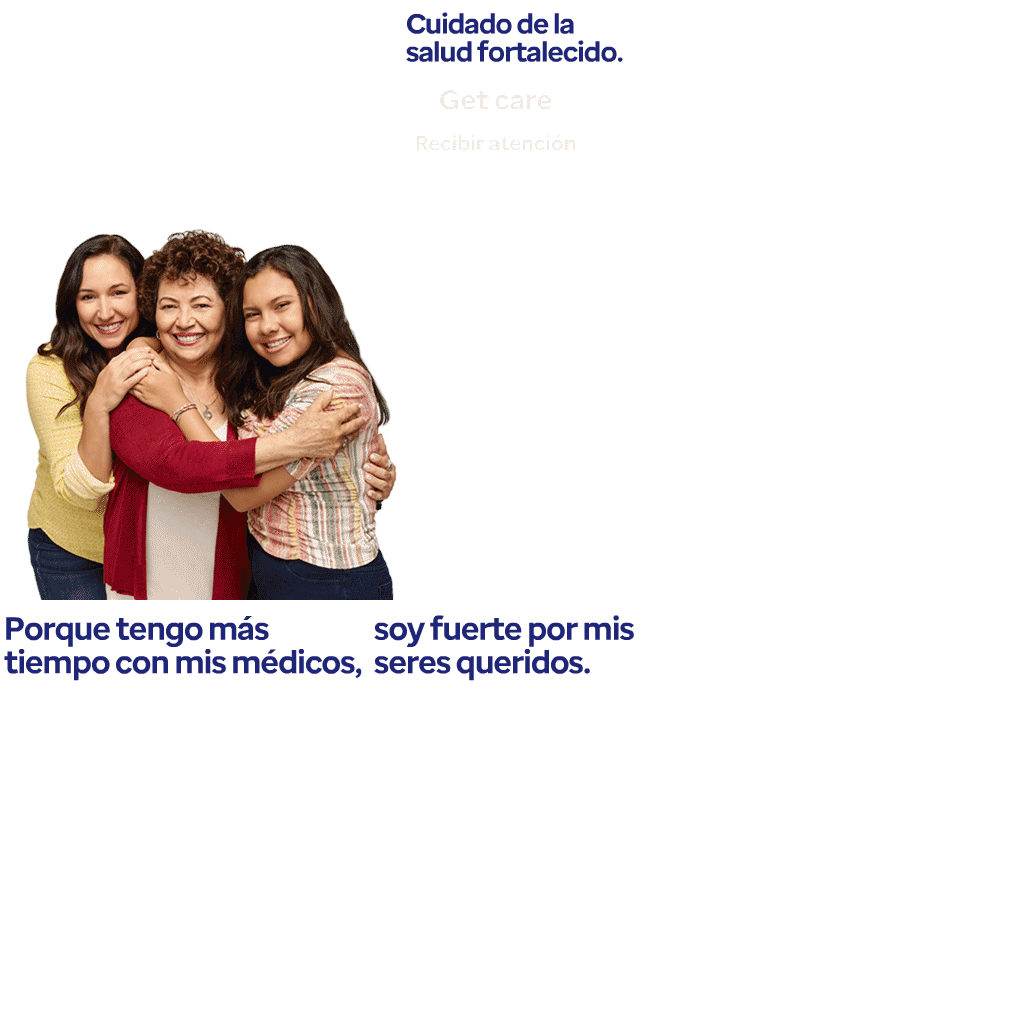 Cuidado de la
salud fortalecido.
Get care
Recibir atención
Porque tengo más
tiempo con mis médicos,
soy fuerte por mis
seres queridos.